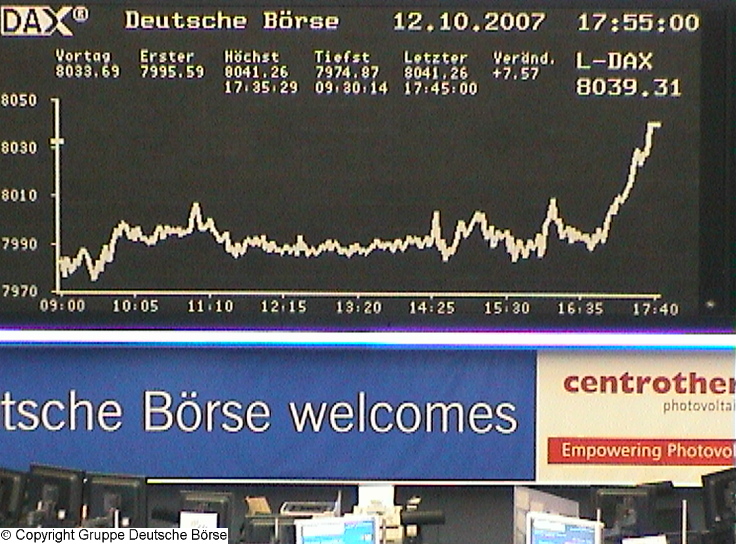 DAX® Deutsche Börse 12.10.2007 17:55:00
Vortag Erster Höchst Tiefst Letzter Veränd. L-DAX
8033.69 7995.59 8041.26 7974.87 8041.26 +7.57 8039.31
17:35:29 09:30:14 17:45:00
8050
8030
8010
7990
7970
09:00 10:05 11:10 12:15 13:20 14:25 15:30 16:35 17:40
tsche Börse welcomes
centrother
photovoltai
Empowering Photovol
© Copyright Gruppe Deutsche Börse